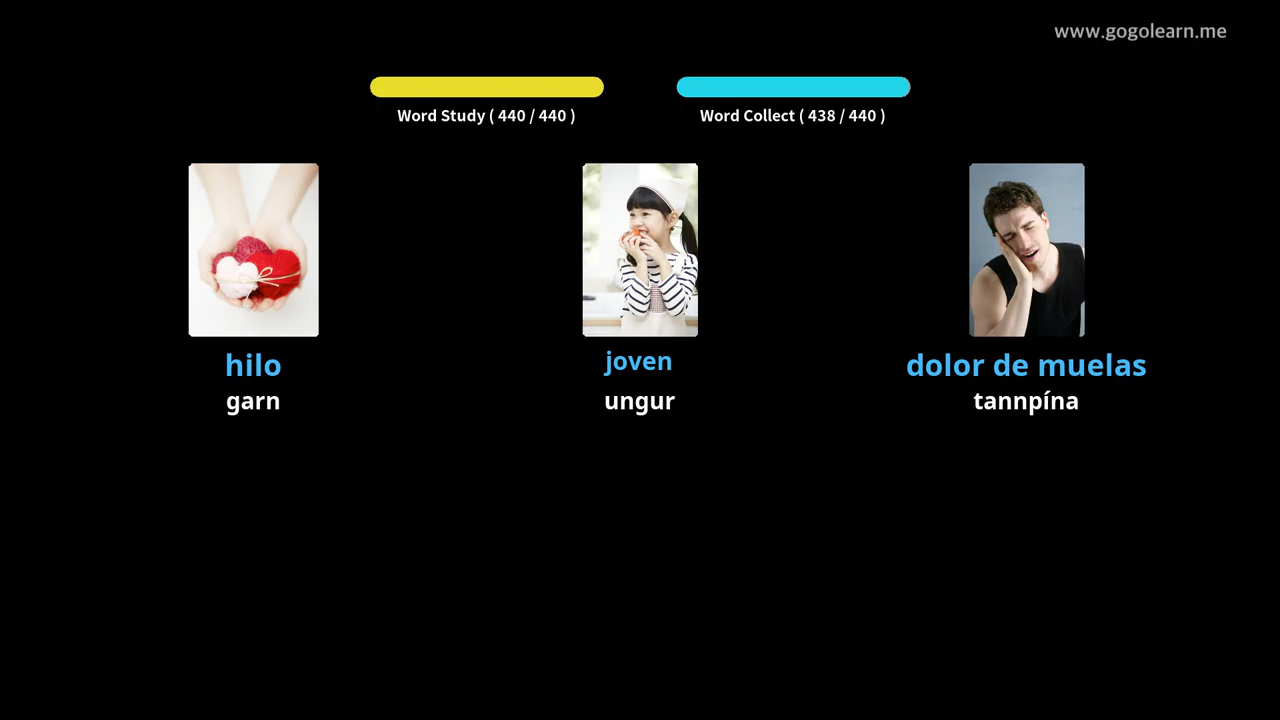 www.gogolearn.me
Word Study ( 440 / 440 )
Word Collect ( 438 / 440 )
hilo
garn
joven
ungur
dolor de muelas
tannpína